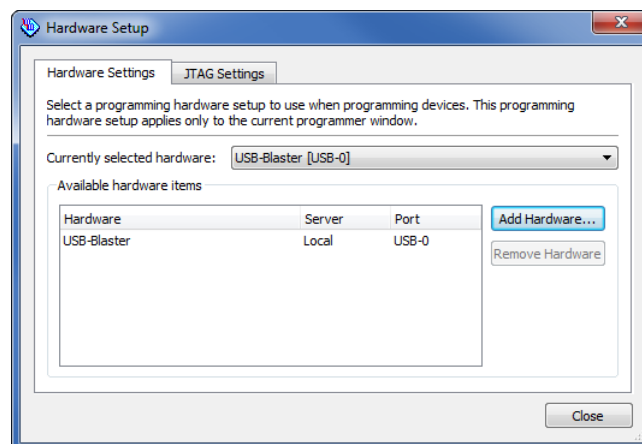 Hardware Setup
Hardware Settings
JTAG Settings
Select a programming hardware setup to use when programming devices. This programming
hardware setup applies only to the current programmer window.
Currently selected hardware: USB-Blaster [USB-0]
Available hardware items
Hardware Server Port
USB-Blaster Local USB-0
Add Hardware...
Remove Hardware
Close